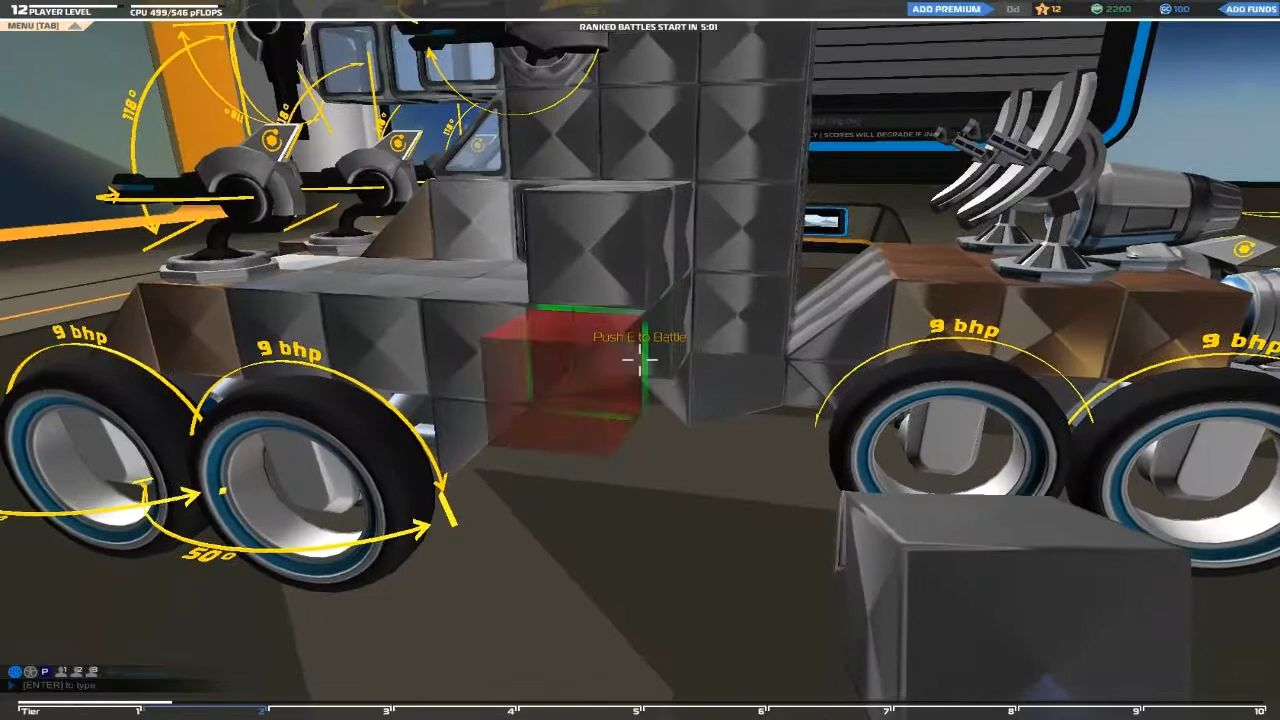 12 PLAYER LEVEL
CPU 499/546 pFLOPS
ADD PREMIUM
0d
12
2200
100
ADD FUNDS
MENU [TAB]
RANKED BATTLES START IN 5:01
118°
118°
9 bhp
9 bhp
9 bhp
9 bhp
50°
Push E to Battle
P
[ENTER] to type
Tier
1
2
3
4
5
6
7
8
9
10